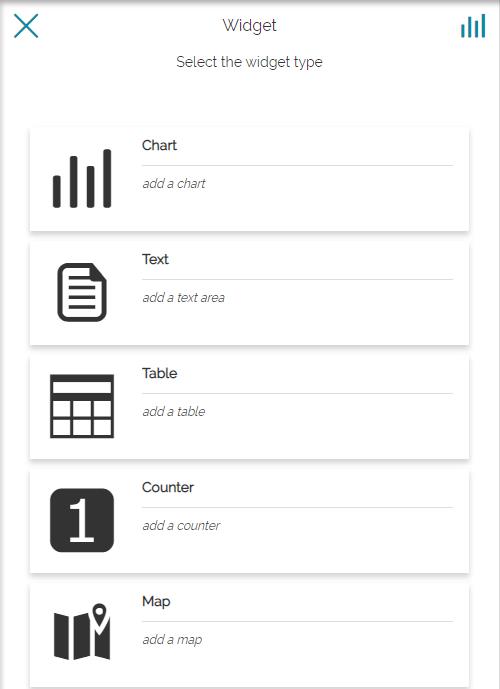 Widget
Select the widget type
Chart
add a chart
Text
add a text area
Table
add a table
1
Counter
add a counter
Map
add a map